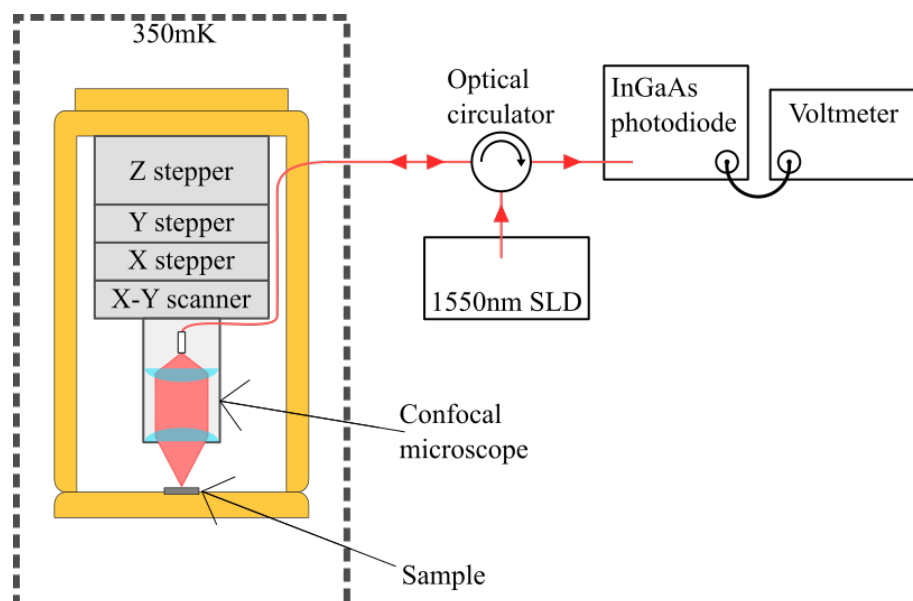 350mK
Optical
circulator
InGaAs
photodiode
Voltmeter
Z stepper
Y stepper
X stepper
X-Y scanner
1550nm SLD
Confocal
microscope
Sample